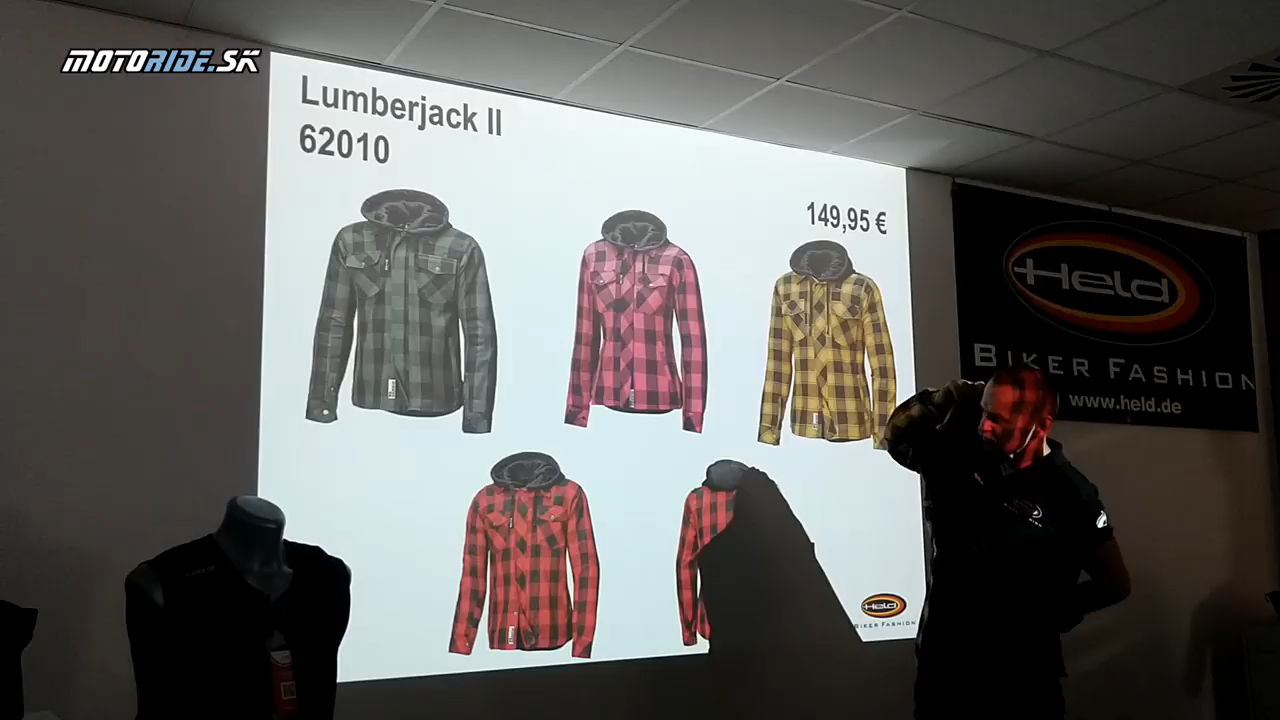 MOTORIDE.SK
Lumberjack II
62010
149,95 €
Held
BIKER FASHION
www.held.de
Held
BIKER FASHION